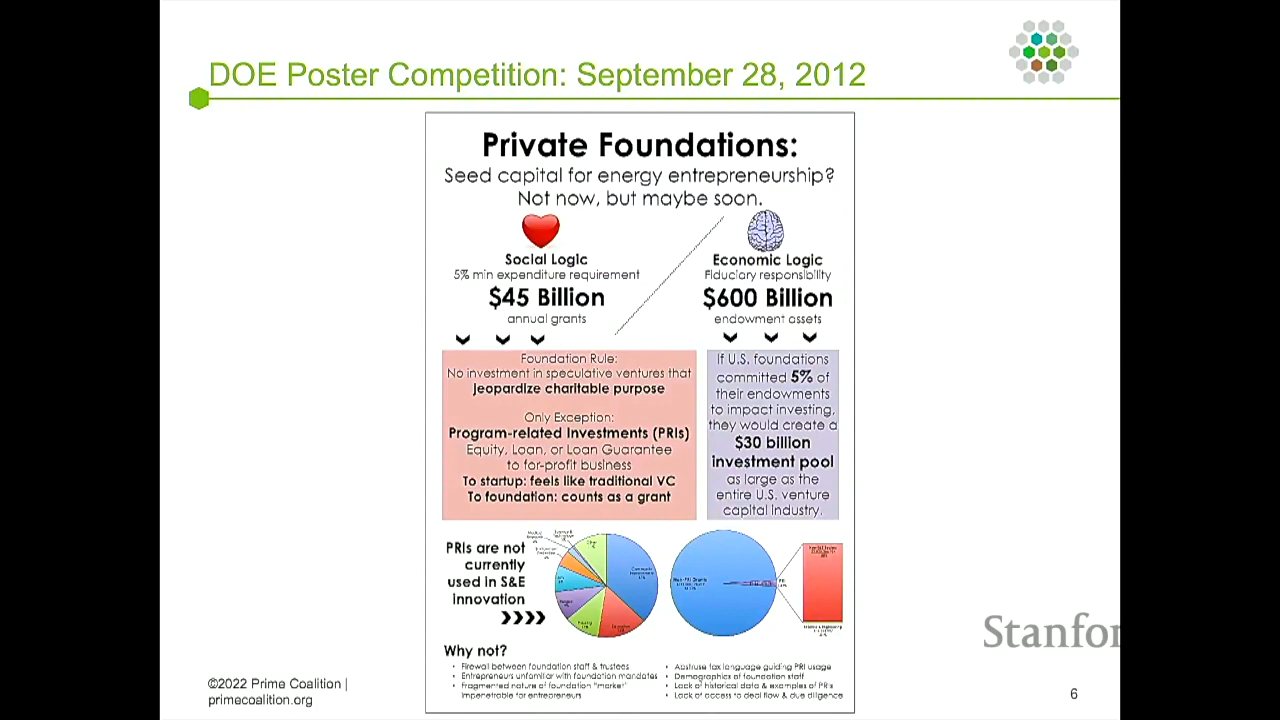 DOE Poster Competition: September 28, 2012
Private Foundations:
Seed capital for energy entrepreneurship?
Not now, but maybe soon.
Social Logic
5% min expenditure requirement
$45 Billion
annual grants
Economic Logic
Fiduciary responsibility
$600 Billion
endowment assets
Foundation Rule:
No investment in speculative ventures that
jeopardize charitable purpose
Only Exception:
Program-related Investments (PRIs)
Equity, Loan, or Loan Guarantee
to for-profit business
To startup: feels like traditional VC
To foundation: counts as a grant
If U.S. foundations
committed 5% of
their endowments
to impact investing,
they would create a
$30 billion
investment pool
as large as the
entire U.S. venture
capital industry.
PRIs are not
currently
used in S&E
innovation
Why not?
• Firewall between foundation staff & trustees
• Entrepreneurs unfamiliar with foundation mandates
• Fragmented nature of foundation "market"
impenetrable for entrepreneurs
• Abstruse tax language guiding PRI usage
• Demographics of foundation staff
• Lack of historical data & examples of PRIs
• Lack of access to deal flow & due diligence
Stanfor
©2022 Prime Coalition |
primecoalition.org
6